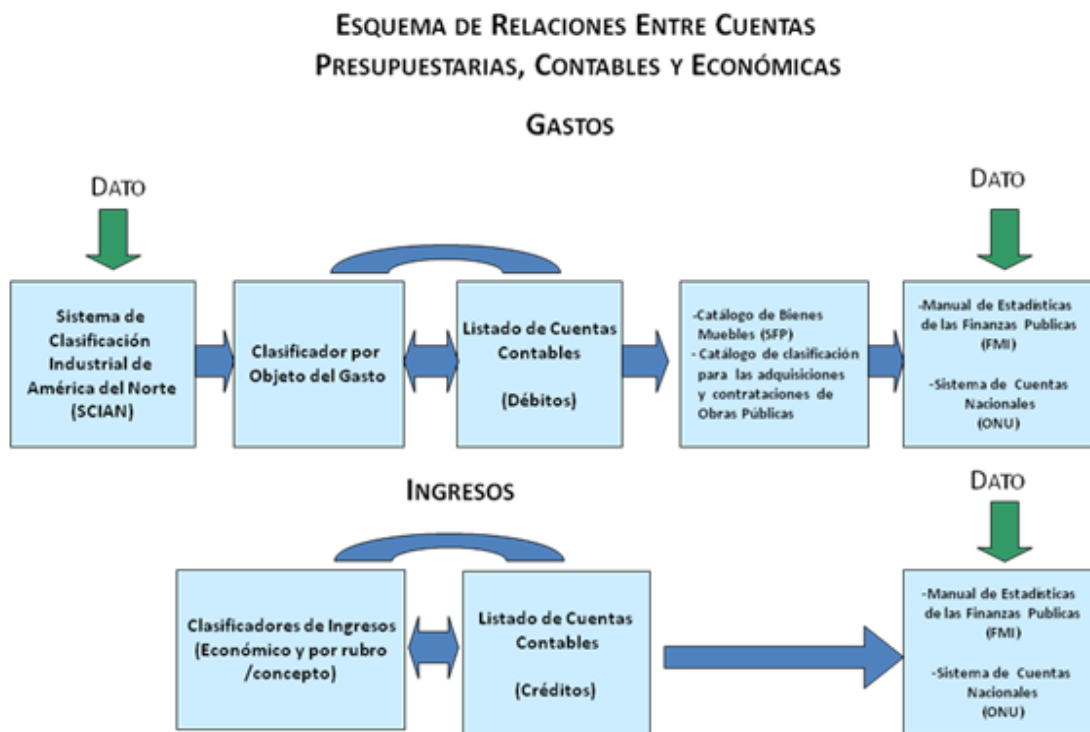 ESQUEMA DE RELACIONES ENTRE CUENTAS
PRESUPUESTARIAS, CONTABLES Y ECONÓMICAS
GASTOS
DATO
DATO
Sistema de
Clasificación
Industrial de
América del Norte
(SCIAN)
Clasificador por
Objeto del Gasto
Listado de Cuentas
Contables
(Débitos)
-Catálogo de Bienes
Muebles (SFP)
- Catálogo de clasificación
para las adquisiciones
y contrataciones de
Obras Públicas
-Manual de Estadísticas
de las Finanzas Publicas
(FMI)
-Sistema de Cuentas
Nacionales
(ONU)
INGRESOS
DATO
Clasificadores de Ingresos
(Económico y por rubro
/concepto)
Listado de Cuentas
Contables
(Créditos)
-Manual de Estadísticas
de las Finanzas Publicas
(FMI)
-Sistema de Cuentas
Nacionales
(ONU)